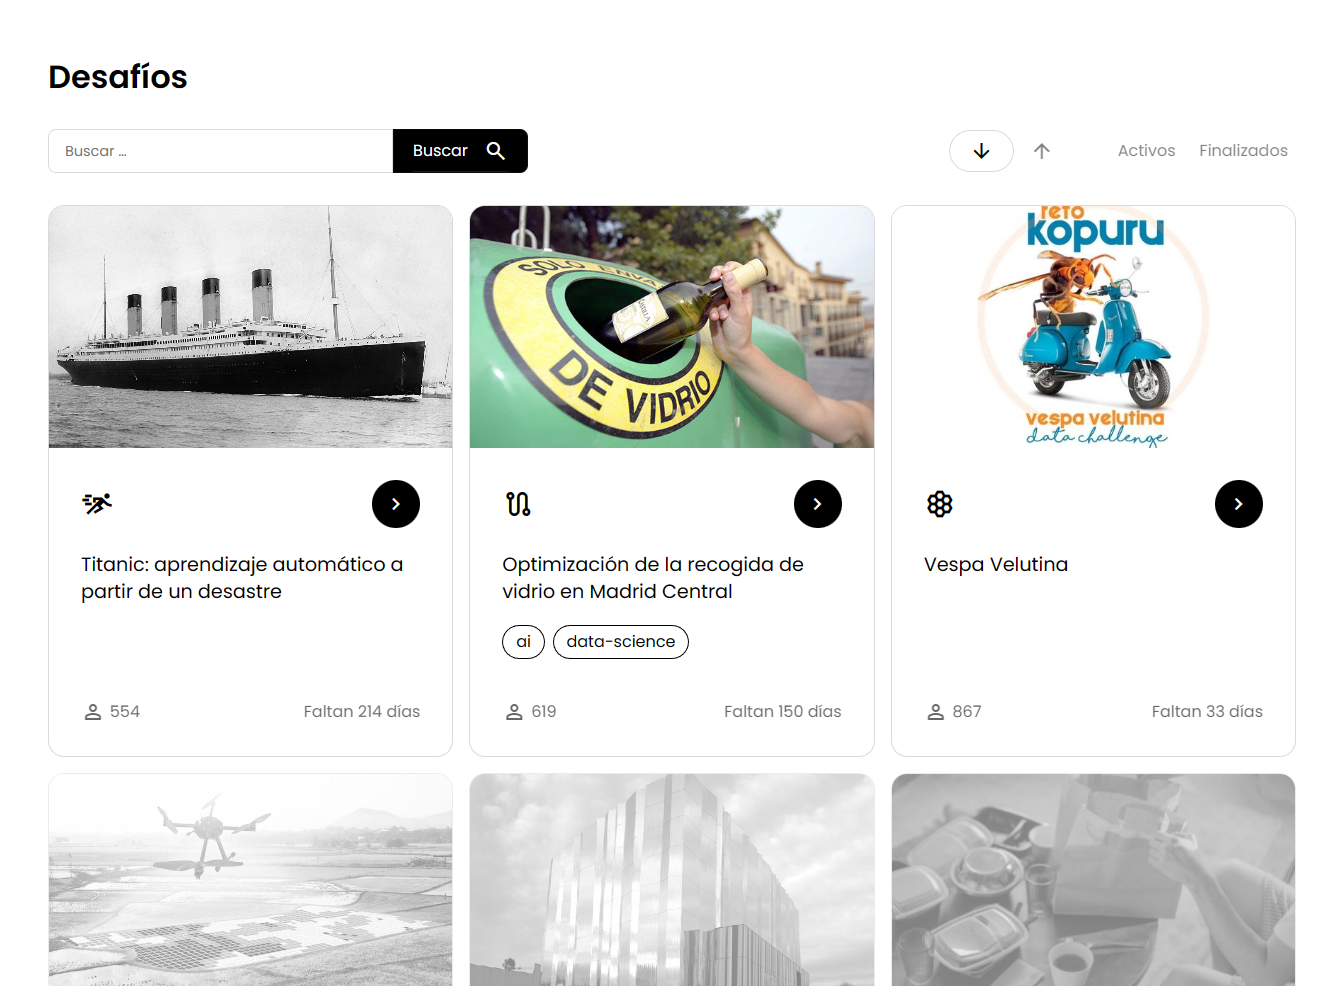 Desafíos
Buscar ...
Buscar
Activos
Finalizados
SOLO ENVA
DE VIDRIO
reto
kopuru
vespa velutina
data challenge
Titanic: aprendizaje automático a
partir de un desastre
554
Faltan 214 días
Optimización de la recogida de
vidrio en Madrid Central
ai
data-science
619
Faltan 150 días
Vespa Velutina
867
Faltan 33 días